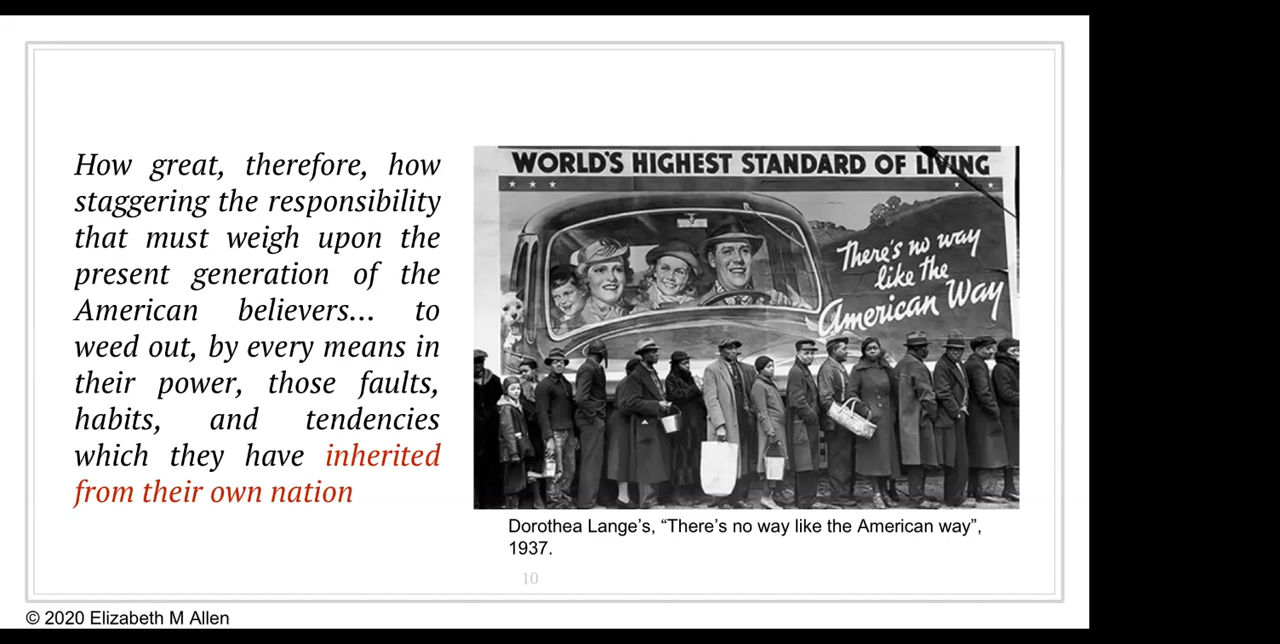 How great, therefore, how
staggering the responsibility
that must weigh upon the
present generation of the
American believers... to
weed out, by every means in
their power, those faults,
habits, and tendencies
which they have inherited
from their own nation
WORLD'S HIGHEST STANDARD OF LIVING
There's no way
like the
American Way
Dorothea Lange's, “There's no way like the American way”,
1937.
10
© 2020 Elizabeth M Allen